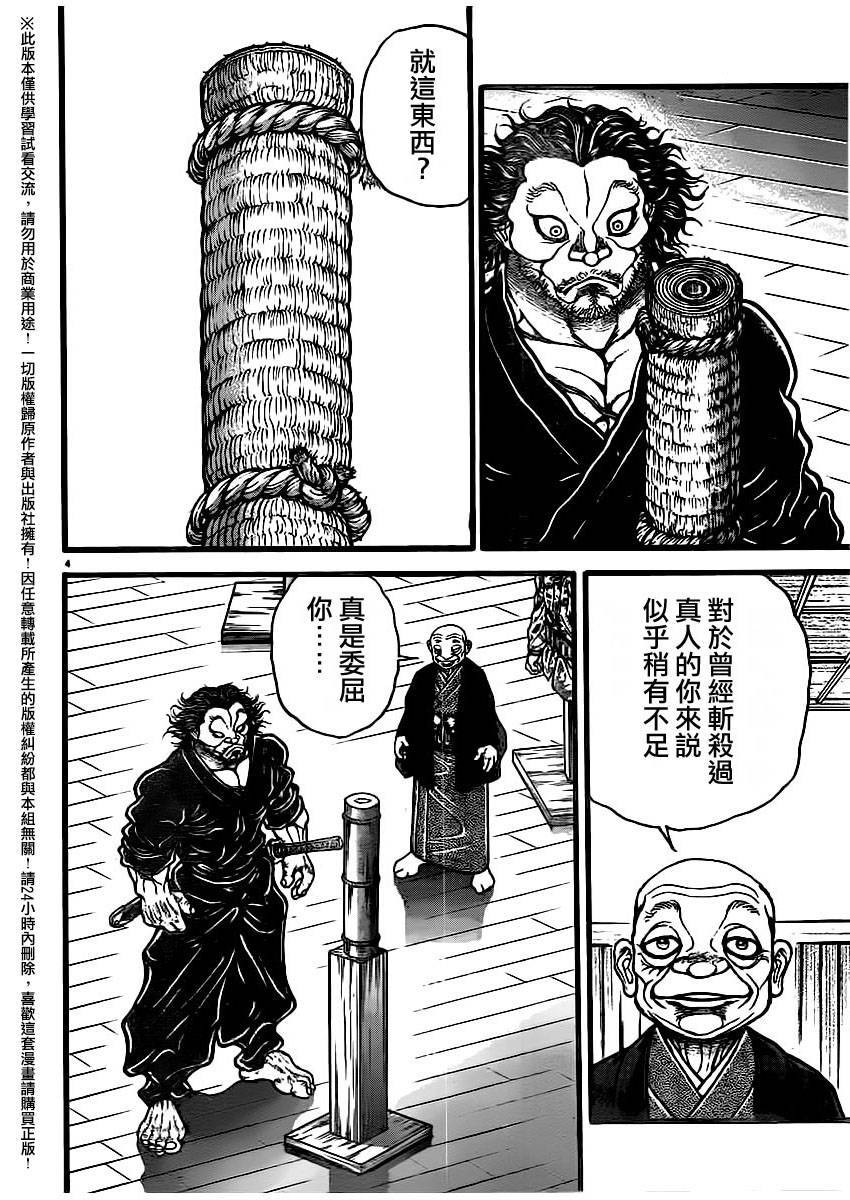 就這東西？
對於曾經斬殺過
真人的你來說
似乎稍有不足
真是委屈
你……
4
※此版本僅供學習試看交流，請勿用於商業用途！一切版權歸原作者與出版社擁有！因任意轉載所產生的版權糾紛都與本組無關！請24小時內刪除，喜歡這套漫畫請購買正版！